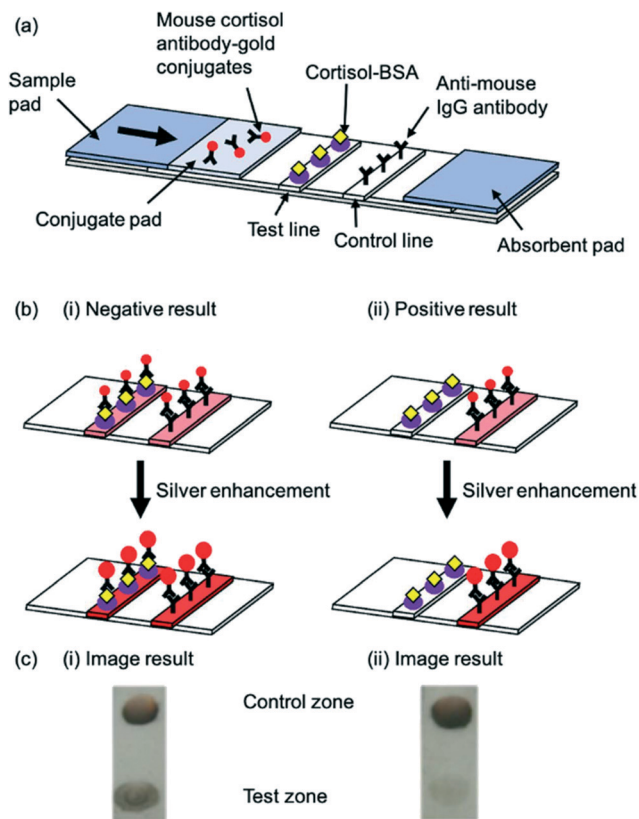 (a)
Mouse cortisol
antibody-gold
conjugates
Sample
pad
Cortisol-BSA
Anti-mouse
IgG antibody
Conjugate pad
Test line
Control line
Absorbent pad
(b) (i) Negative result (ii) Positive result
Silver enhancement Silver enhancement
(c) (i) Image result (ii) Image result
Control zone
Test zone